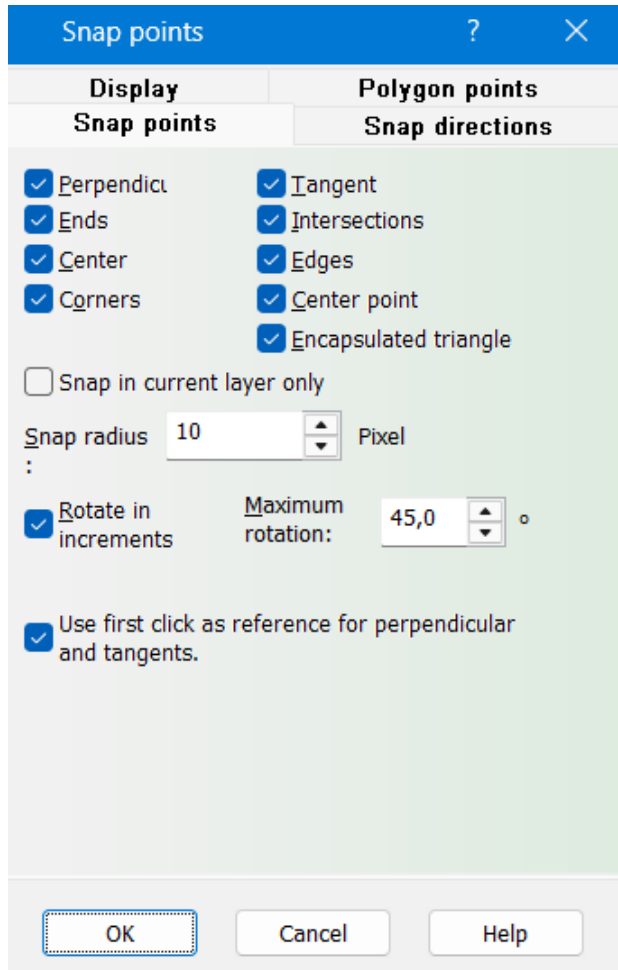 Snap points ?
Display Polygon points
Snap points Snap directions
Perpendicu Tangent
Ends Intersections
Center Edges
Corners Center point
Encapsulated triangle
Snap in current layer only
Snap radius 10 Pixel
:
Rotate in Maximum 45,0 °
increments rotation:
Use first click as reference for perpendicular
and tangents.
OK Cancel Help